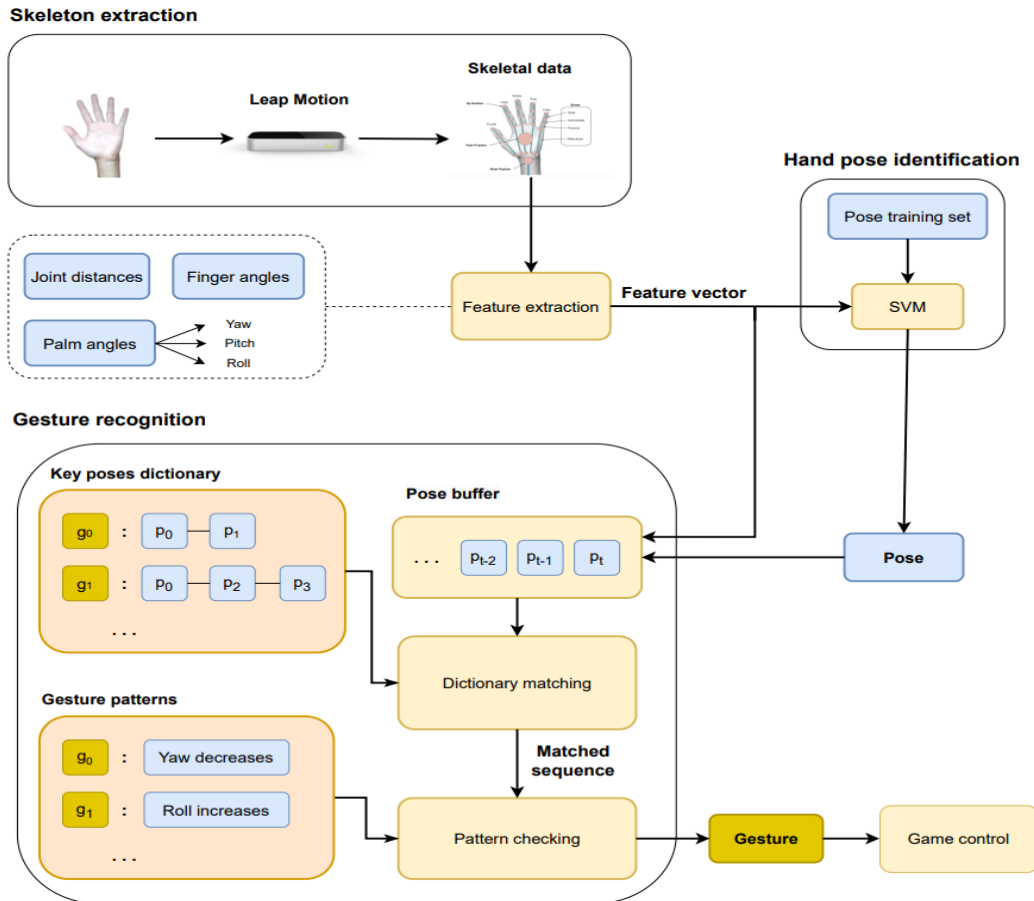 Skeleton extraction
Skeletal data
Leap Motion
Hand pose identification
Pose training set
Joint distances
Finger angles
Feature extraction
Feature vector
SVM
Palm angles
Yaw
Pitch
Roll
Gesture recognition
Key poses dictionary
g0 : p0 p1
g1 : p0 p2 p3
...
Pose buffer
... pt-2 pt-1 pt
Pose
Dictionary matching
Gesture patterns
g0 : Yaw decreases
g1 : Roll increases
...
Matched
sequence
Pattern checking
Gesture
Game control